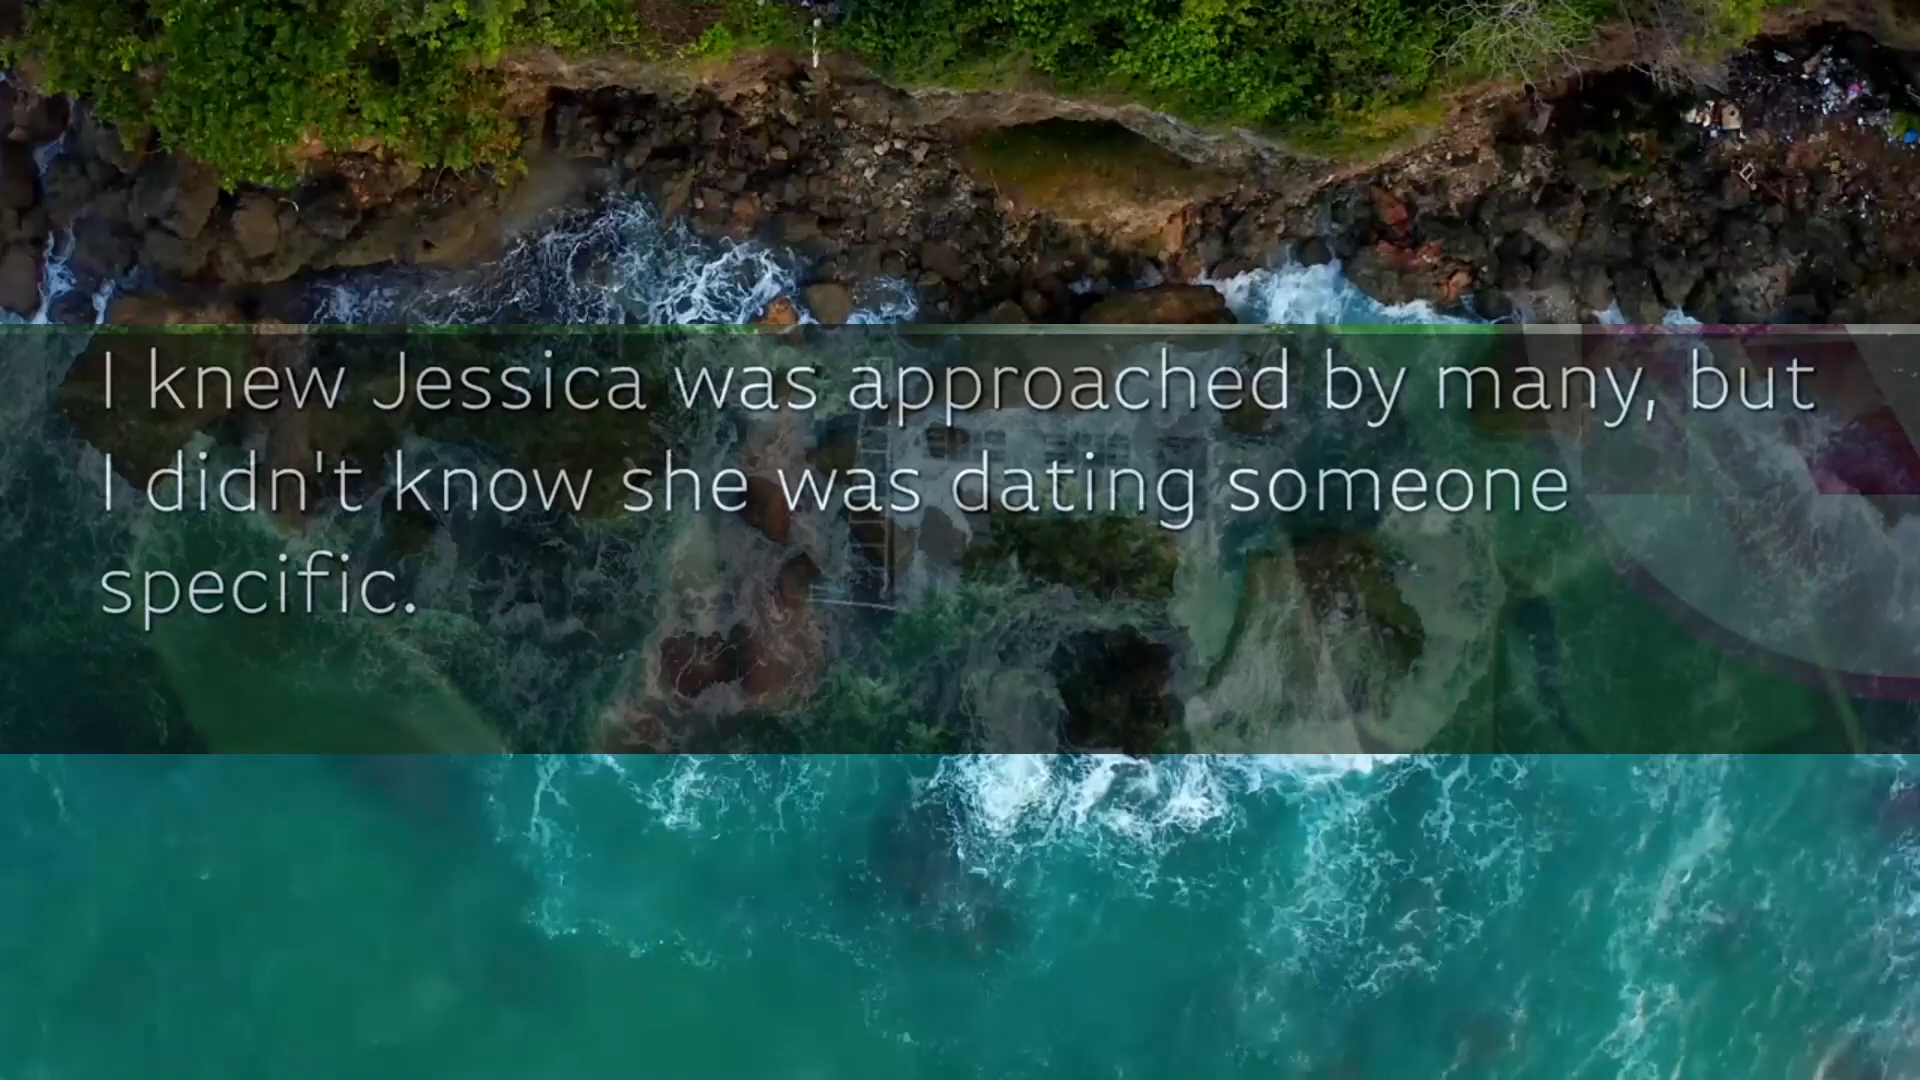 I knew Jessica was approached by many, but
I didn't know she was dating someone
specific.